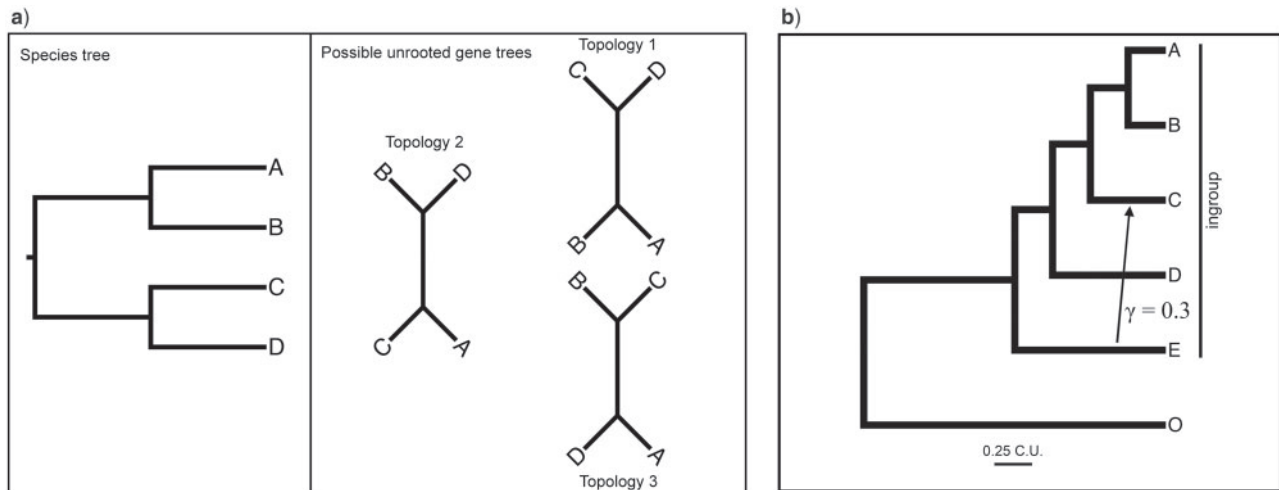 a)
Species tree
A
B
C
D
Possible unrooted gene trees
Topology 2
B D
C A
Topology 1
C D
B A
B C
D A
Topology 3
b)
A
B
C
D
E
O
ingroup
γ = 0.3
0.25 C.U.